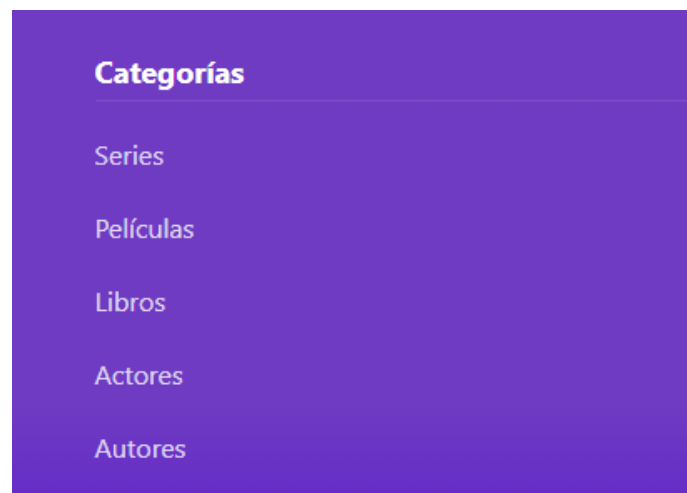 Categorías
Series
Películas
Libros
Actores
Autores